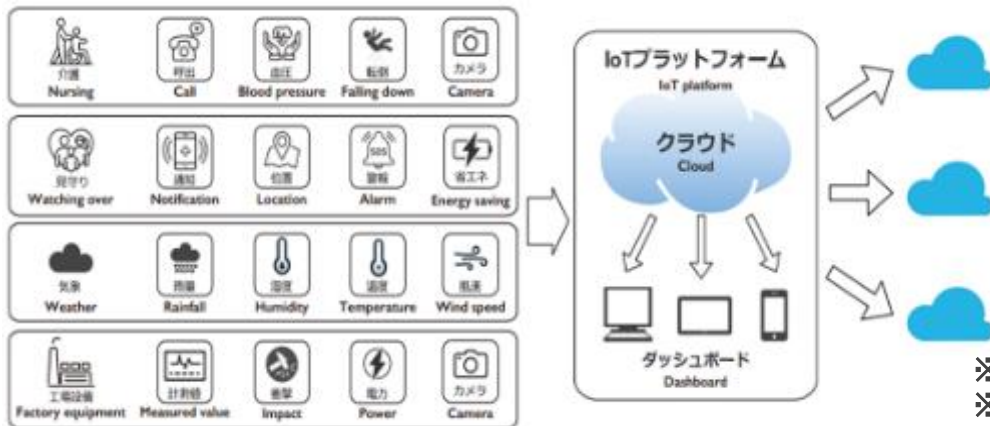 介護 呼出 血圧 転倒 カメラ
Nursing Call Blood pressure Falling down Camera
SOS
見守り 通知 位置 警報 省エネ
Watching over Notification Location Alarm Energy saving
気象 雨量 湿度 温度 風速
Weather Rainfall Humidity Temperature Wind speed
工場設備 計測値 衝撃 電力 カメラ
Factory equipment Measured value Impact Power Camera
IoTプラットフォーム
IoT platform
クラウド
Cloud
ダッシュボード
Dashboard
※
※